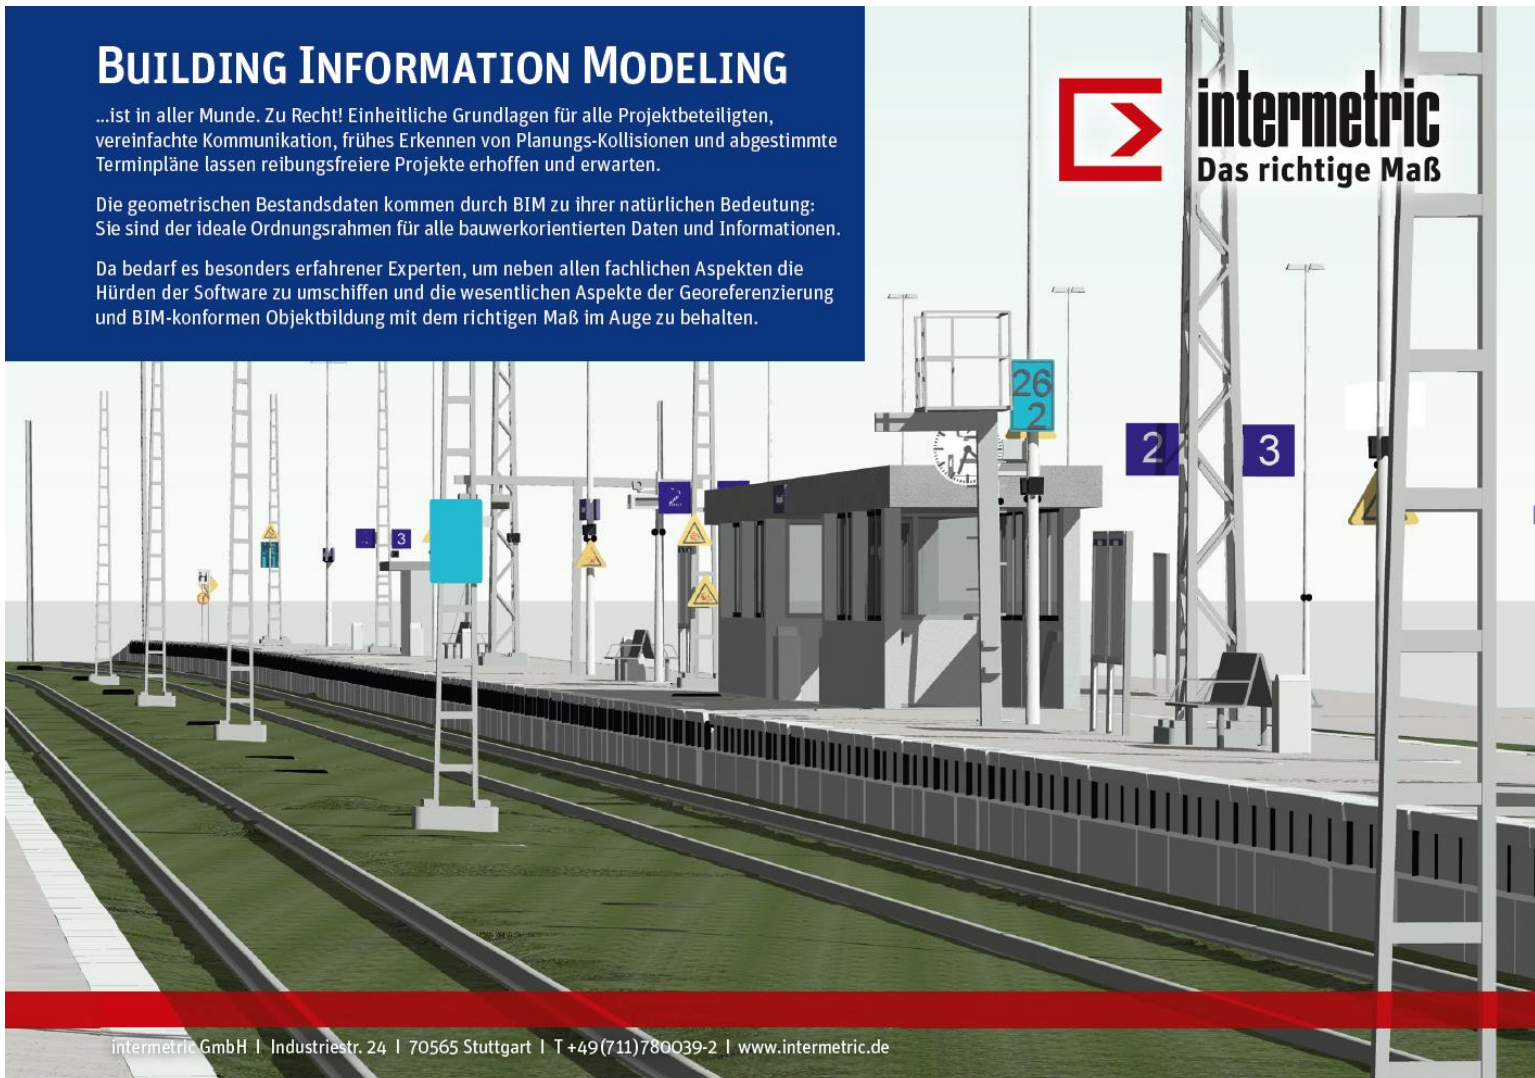 BUILDING INFORMATION MODELING
...ist in aller Munde. Zu Recht! Einheitliche Grundlagen für alle Projektbeteiligten,
vereinfachte Kommunikation, frühes Erkennen von Planungs-Kollisionen und abgestimmte
Terminpläne lassen reibungsfreiere Projekte erhoffen und erwarten.
Die geometrischen Bestandsdaten kommen durch BIM zu ihrer natürlichen Bedeutung:
Sie sind der ideale Ordnungsrahmen für alle bauwerkorientierten Daten und Informationen.
Da bedarf es besonders erfahrener Experten, um neben allen fachlichen Aspekten die
Hürden der Software zu umschiffen und die wesentlichen Aspekte der Georeferenzierung
und BIM-konformen Objektbildung mit dem richtigen Maß im Auge zu behalten.
intermetric
Das richtige Maß
26
2
2
3
2
3
H
intermetric GmbH I Industriestr. 24 I 70565 Stuttgart I T +49(711)780039-2 I www.intermetric.de